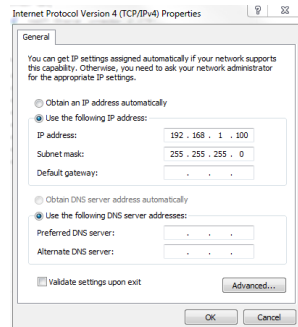 Internet Protocol Version 4 (TCP/IPv4) Properties
General
You can get IP settings assigned automatically if your network supports
this capability. Otherwise, you need to ask your network administrator
for the appropriate IP settings.
Obtain an IP address automatically
Use the following IP address:
IP address: 192 . 168 . 1 . 100
Subnet mask: 255 . 255 . 255 . 0
Default gateway: . . .
Obtain DNS server address automatically
Use the following DNS server addresses:
Preferred DNS server: . . .
Alternate DNS server: . . .
Validate settings upon exit Advanced...
OK Cancel